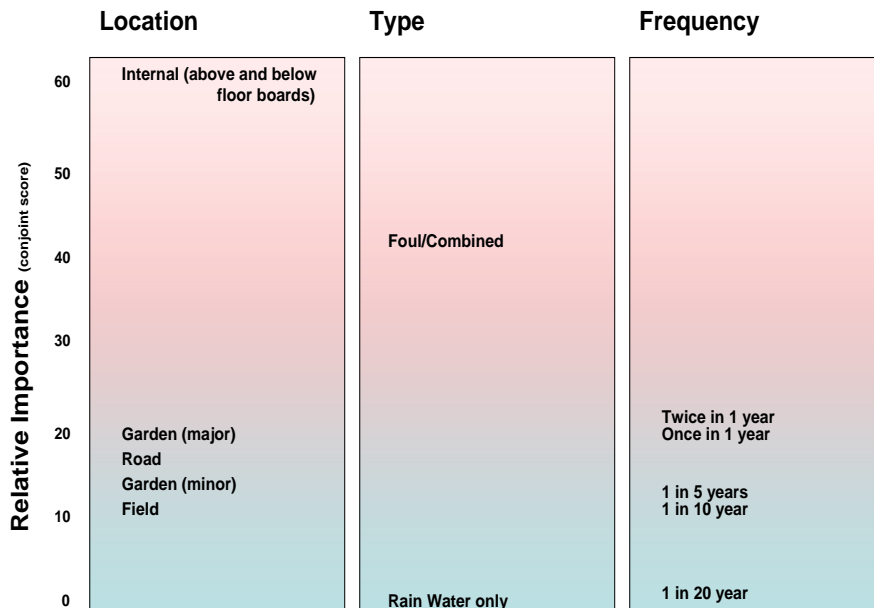 Location
Type
Frequency
Relative Importance (conjoint score)
60
50
40
30
20
10
0
Internal (above and below
floor boards)
Garden (major)
Road
Garden (minor)
Field
Foul/Combined
Rain Water only
Twice in 1 year
Once in 1 year
1 in 5 years
1 in 10 year
1 in 20 year